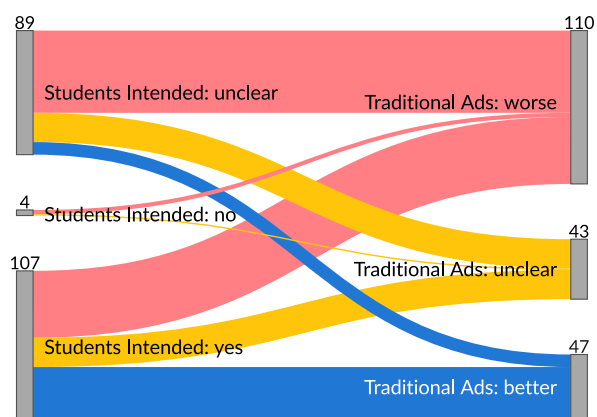 89
110
Students Intended: unclear
Traditional Ads: worse
4
Students Intended: no
43
107
Traditional Ads: unclear
Students Intended: yes
47
Traditional Ads: better